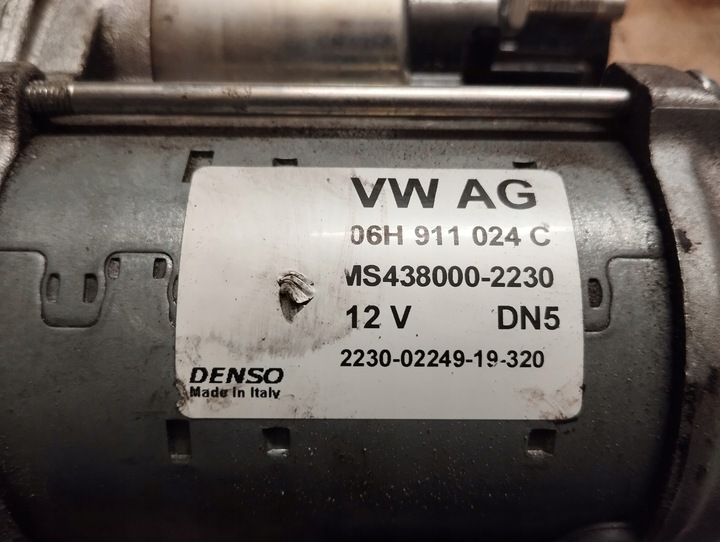 VW AG
06H 911 024 C
MS438000-2230
12 V DN5
2230-02249-19-320
DENSO
Made in Italy